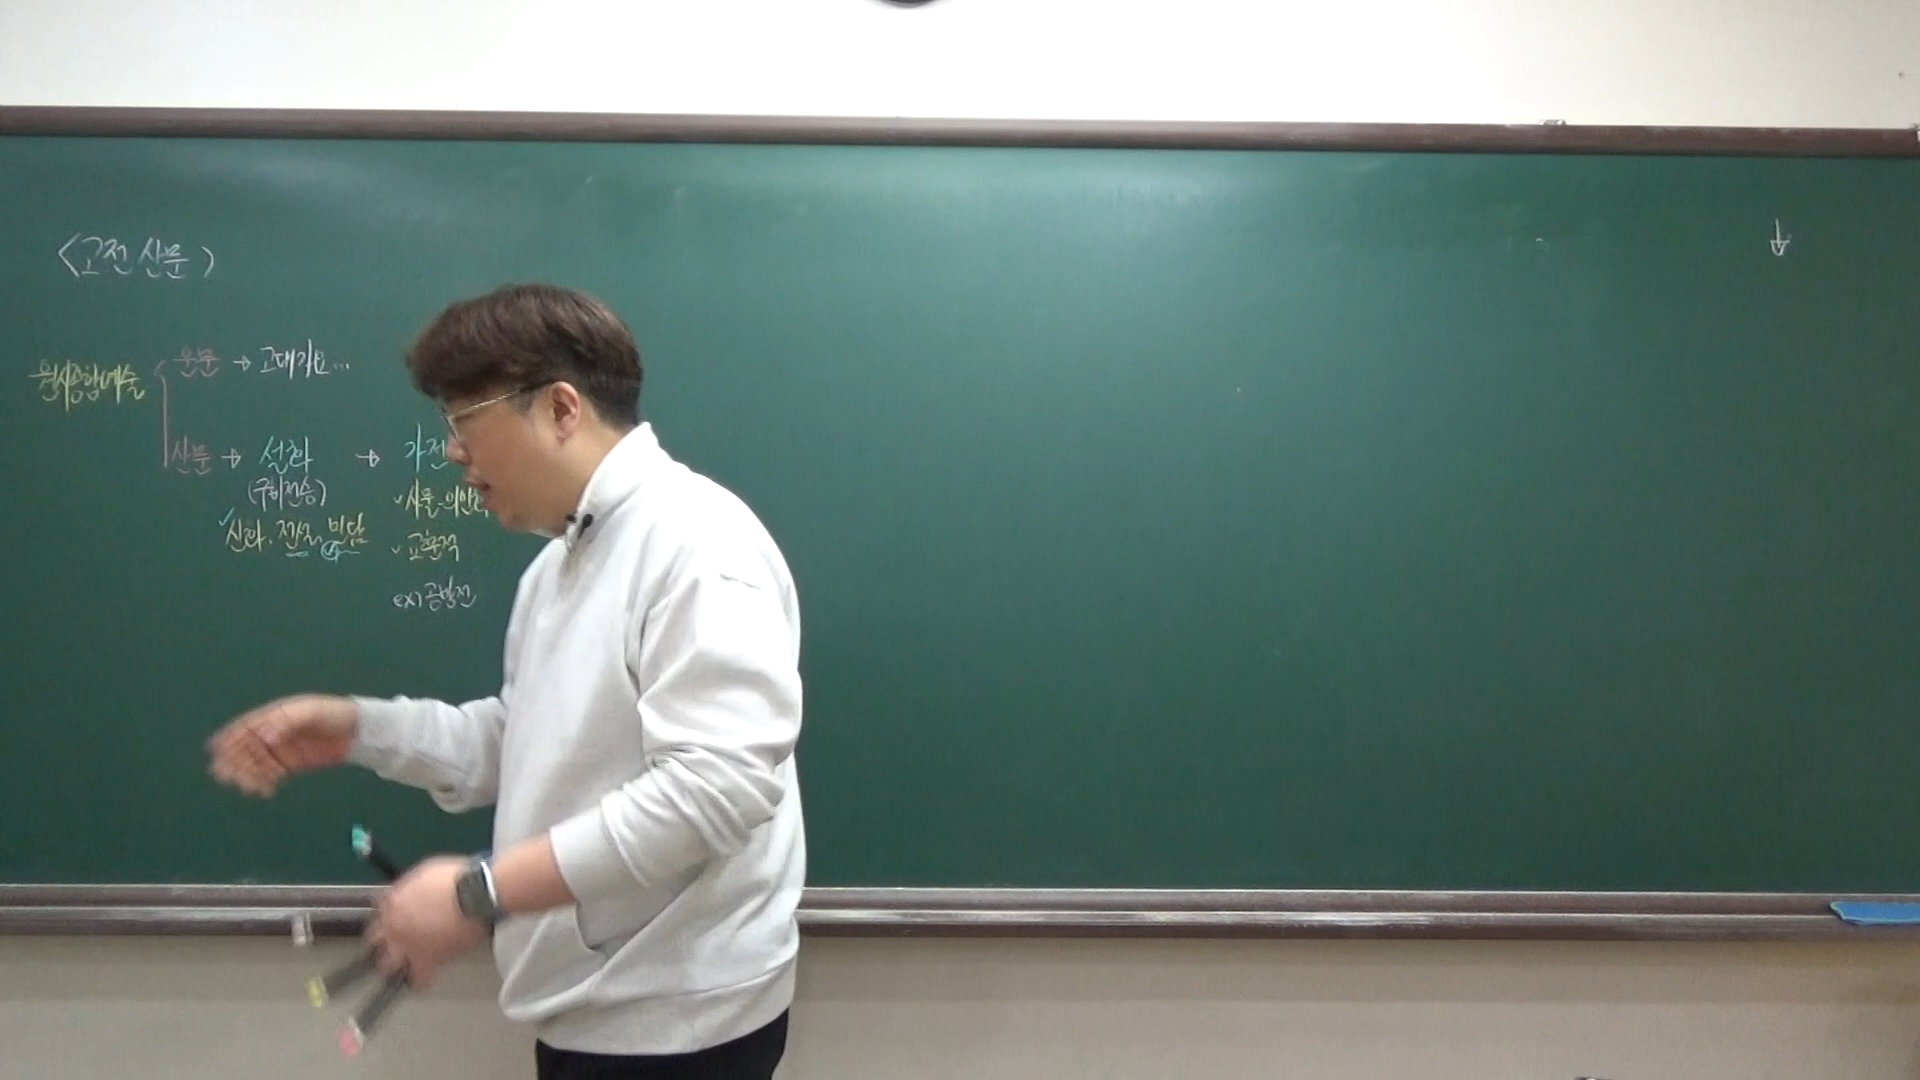 <고전 산문>
원시종합예술
운문 → 고대가요...
산문 → 설화 → 가전
(구비전승)
✓신화, 전설, 민담
✓사물-의인화
✓교훈적
ex) 공방전